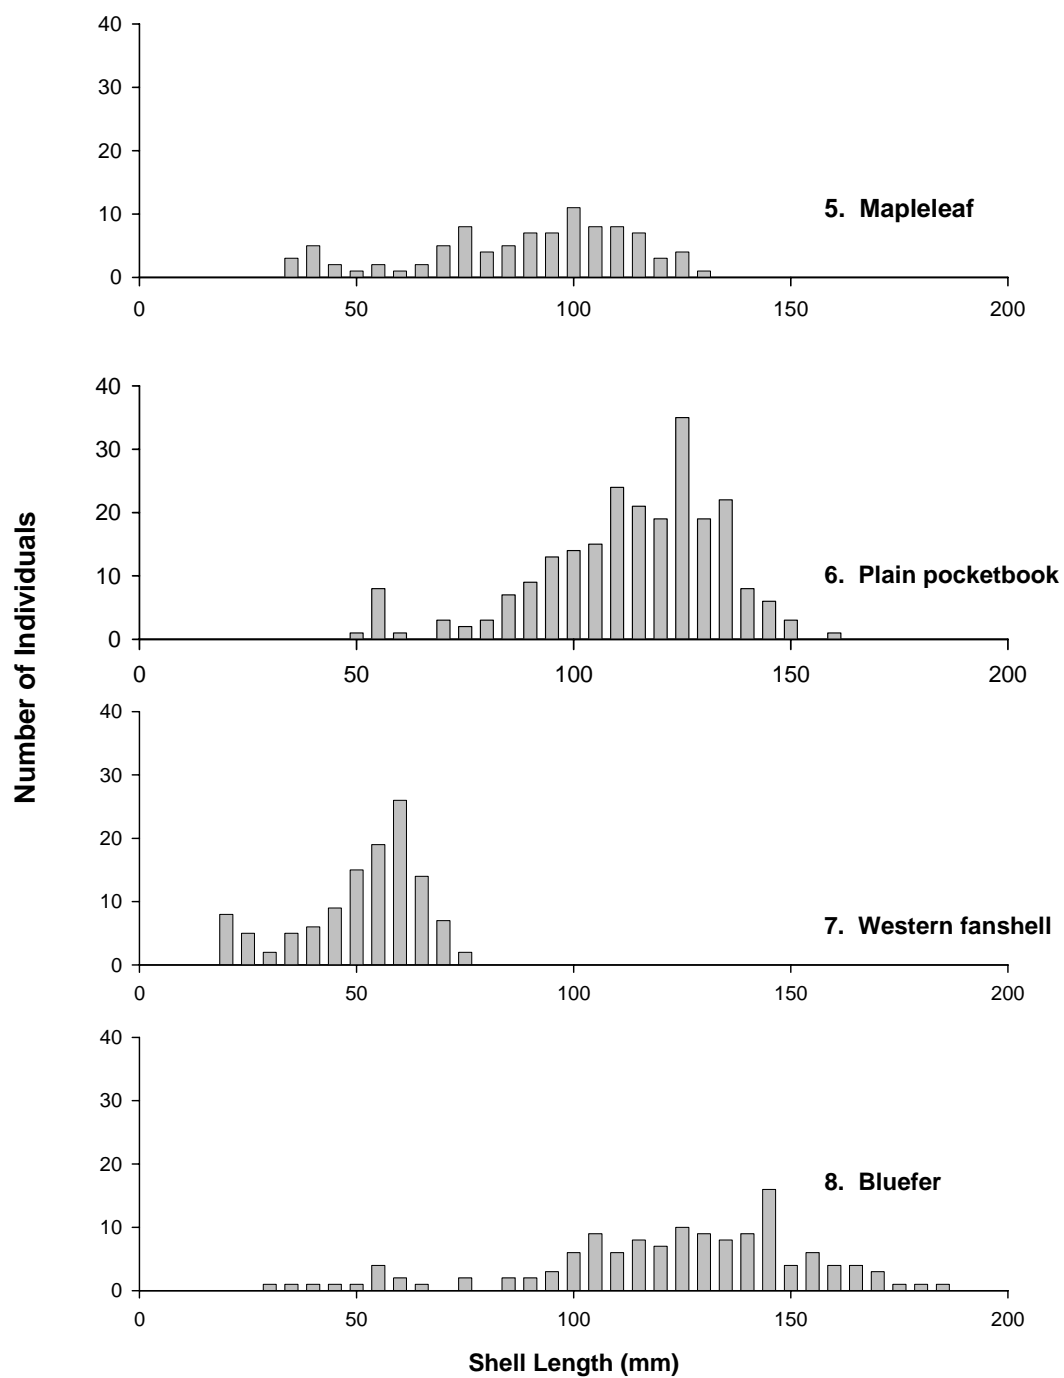 40
30
20
10
0
5. Mapleleaf
0 50 100 150 200
40
30
20
10
0
6. Plain pocketbook
0 50 100 150 200
Number of Individuals
40
30
20
10
0
7. Western fanshell
0 50 100 150 200
40
30
20
10
0
8. Bluefer
0 50 100 150 200
Shell Length (mm)